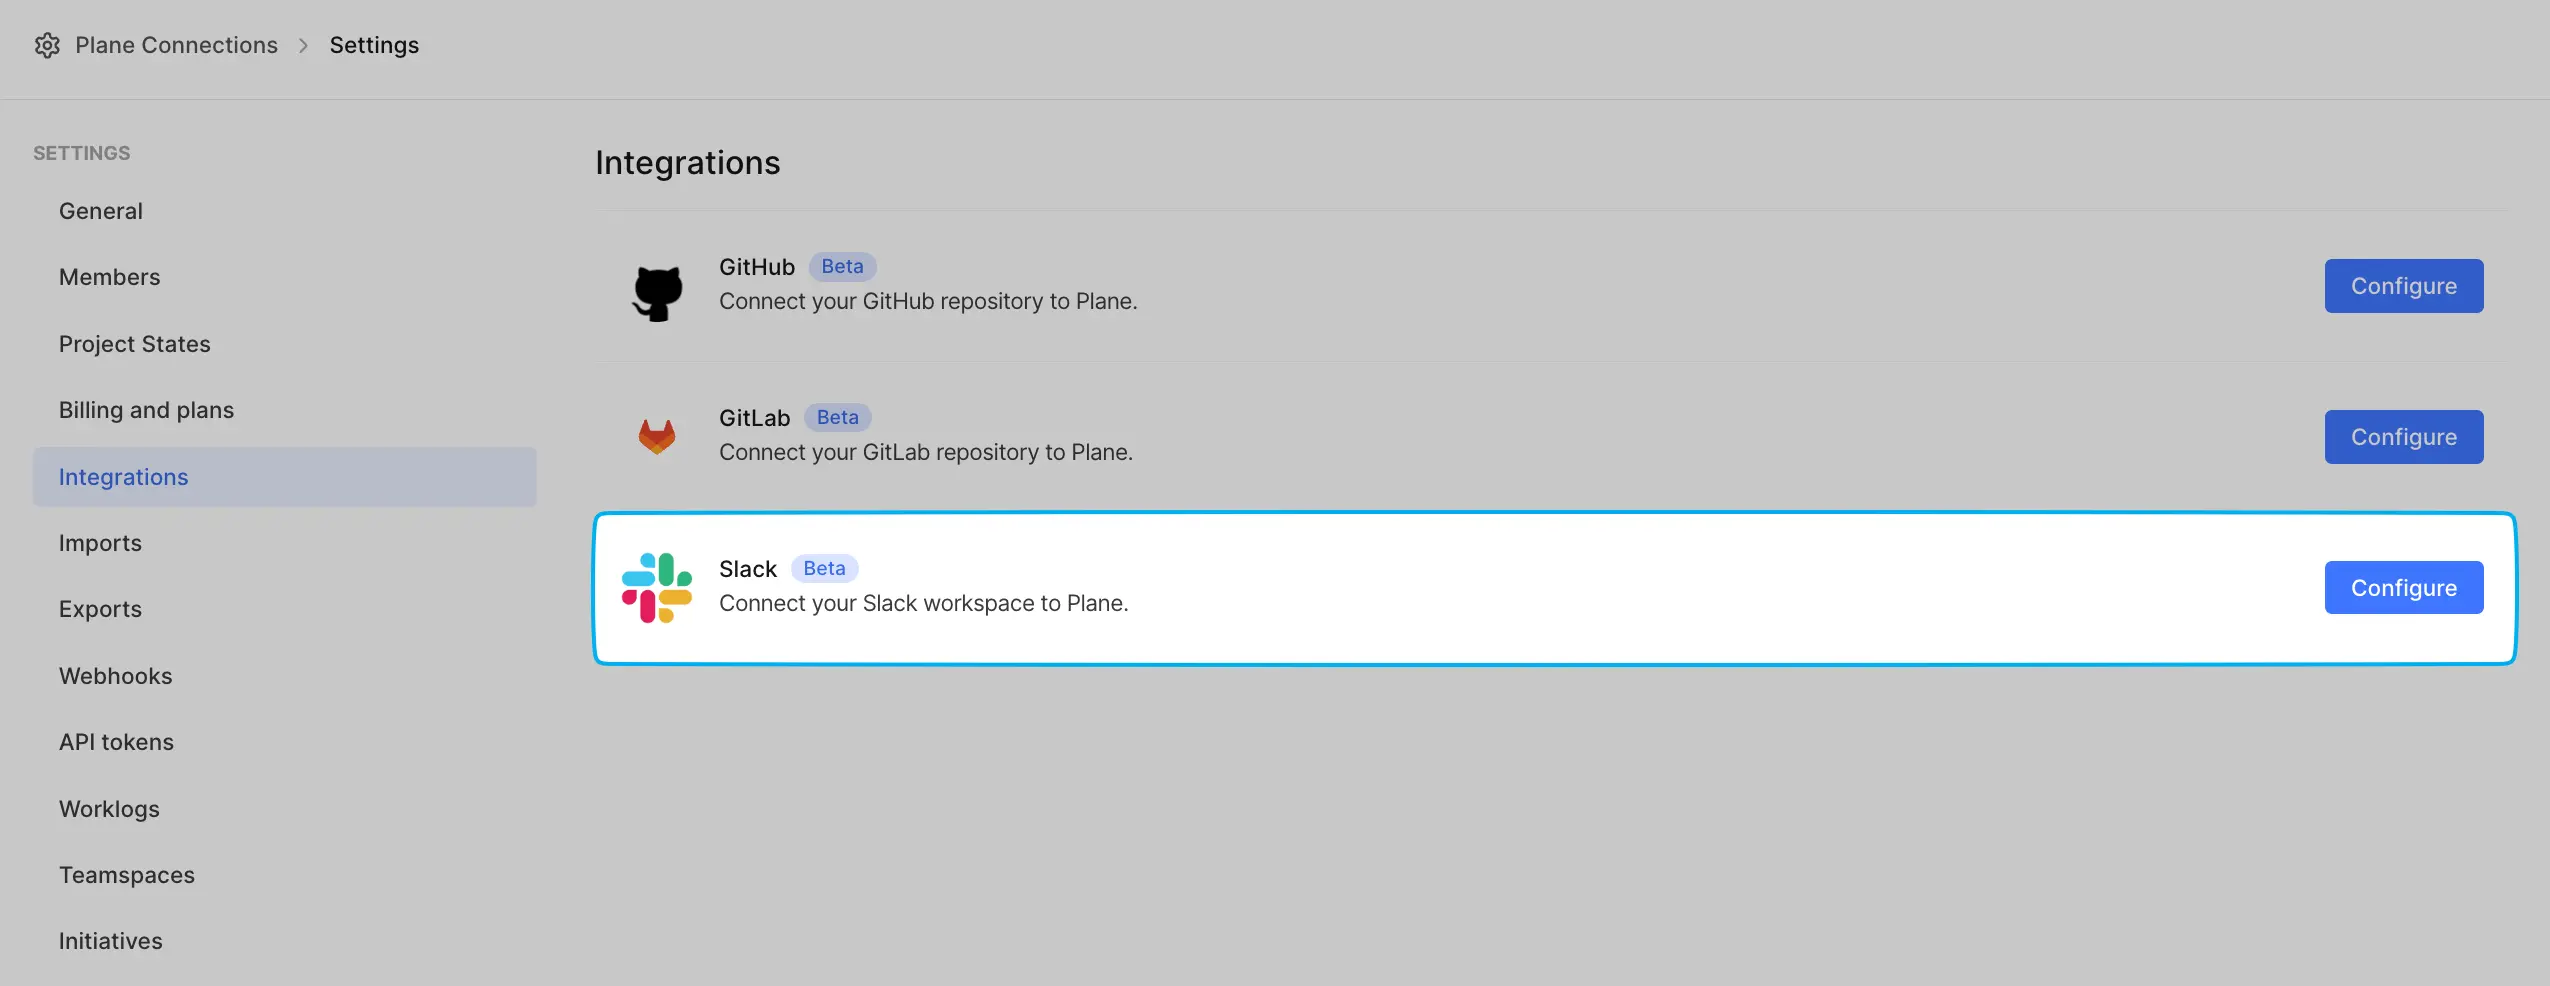 Plane Connections > Settings
SETTINGS
General
Members
Project States
Billing and plans
Integrations
Imports
Exports
Webhooks
API tokens
Worklogs
Teamspaces
Initiatives
Integrations
GitHub Beta
Connect your GitHub repository to Plane.
Configure
GitLab Beta
Connect your GitLab repository to Plane.
Configure
Slack Beta
Connect your Slack workspace to Plane.
Configure